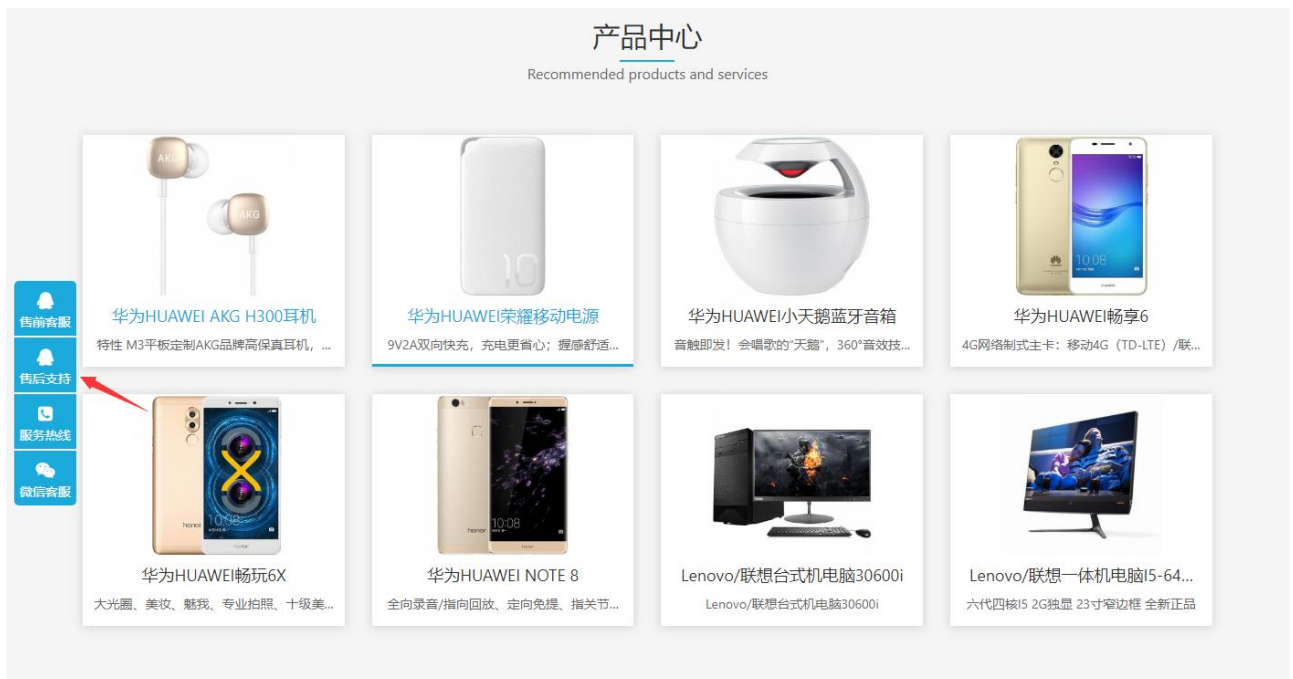 产品中心
Recommended products and services
AKG
AKG
10
10:08
华为HUAWEI AKG H300耳机
华为HUAWEI荣耀移动电源
华为HUAWEI小天鹅蓝牙音箱
华为HUAWEI畅享6
特性 M3平板定制AKG品牌高保真耳机，...
9V2A双向快充，充电更省心；握感舒适...
音触即发！会唱歌的"天鹅"，360°音效技...
4G网络制式主卡：移动4G（TD-LTE）/联...
售前客服
售后支持
服务热线
微信客服
honor
10:08
honor
honor
10:08
honor
华为HUAWEI畅玩6X
华为HUAWEI NOTE 8
Lenovo/联想台式机电脑30600i
Lenovo/联想一体机电脑I5-64...
大光圈、美妆、魅我、专业拍照、十级美...
全向录音/指向回放、定向免提、指关节...
Lenovo/联想台式机电脑30600i
六代四核I5 2G独显 23寸窄边框 全新正品